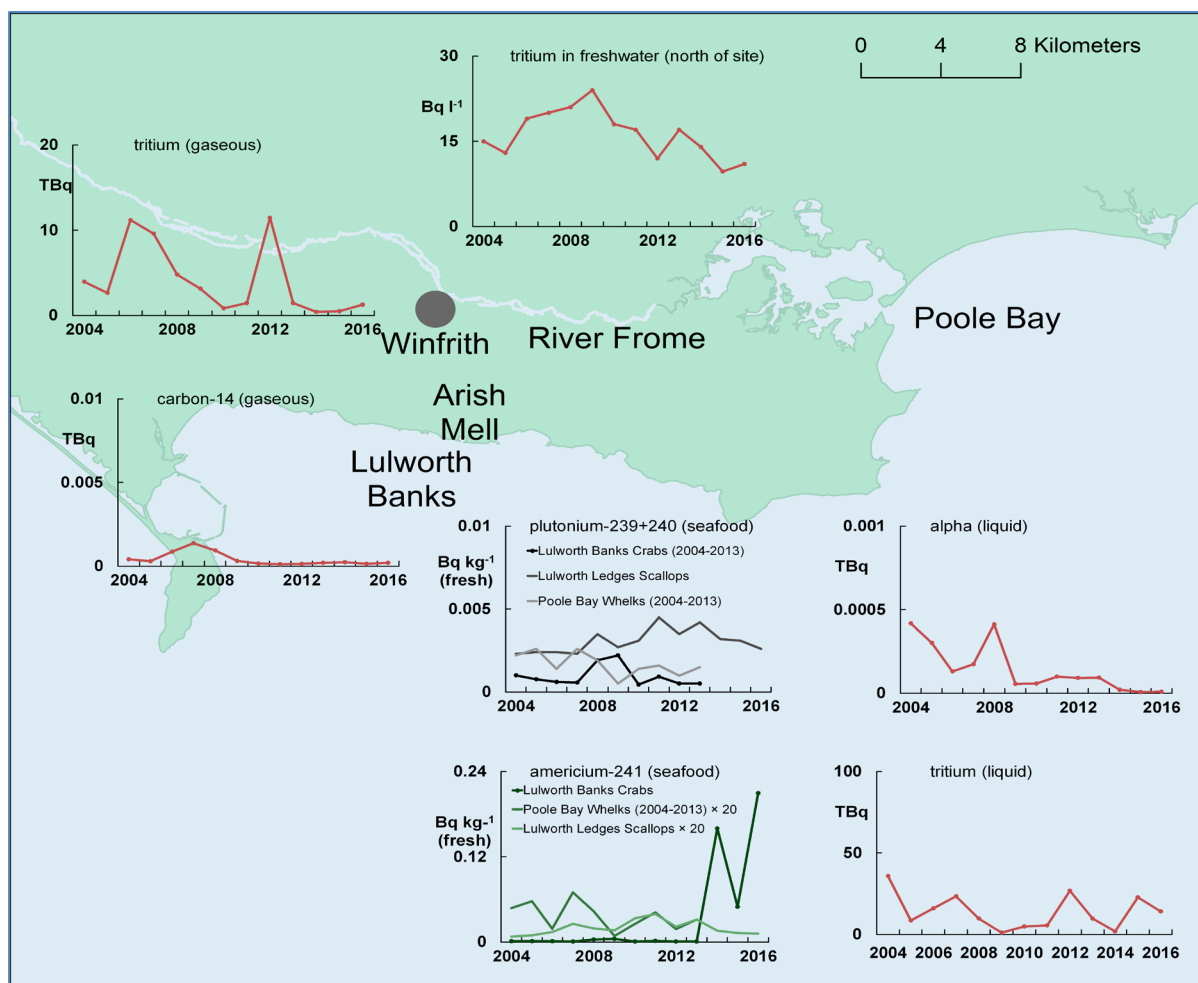 0 4 8 Kilometers
tritium in freshwater (north of site)
30
Bq l⁻¹
15
0
2004 2008 2012 2016
tritium (gaseous)
20
TBq
10
0
2004 2008 2012 2016
Winfrith
River Frome
Poole Bay
Arish
Mell
Lulworth
Banks
carbon-14 (gaseous)
0.01
TBq
0.005
0
2004 2008 2012 2016
plutonium-239+240 (seafood)
0.01
Bq kg⁻¹
(fresh)
0.005
0
Lulworth Banks Crabs (2004-2013)
Lulworth Ledges Scallops
Poole Bay Whelks (2004-2013)
2004 2008 2012 2016
alpha (liquid)
0.001
TBq
0.0005
0
2004 2008 2012 2016
americium-241 (seafood)
0.24
Bq kg⁻¹
(fresh)
0.12
0
Lulworth Banks Crabs
Poole Bay Whelks (2004-2013) × 20
Lulworth Ledges Scallops × 20
2004 2008 2012 2016
tritium (liquid)
100
TBq
50
0
2004 2006 2008 2010 2012 2014 2016